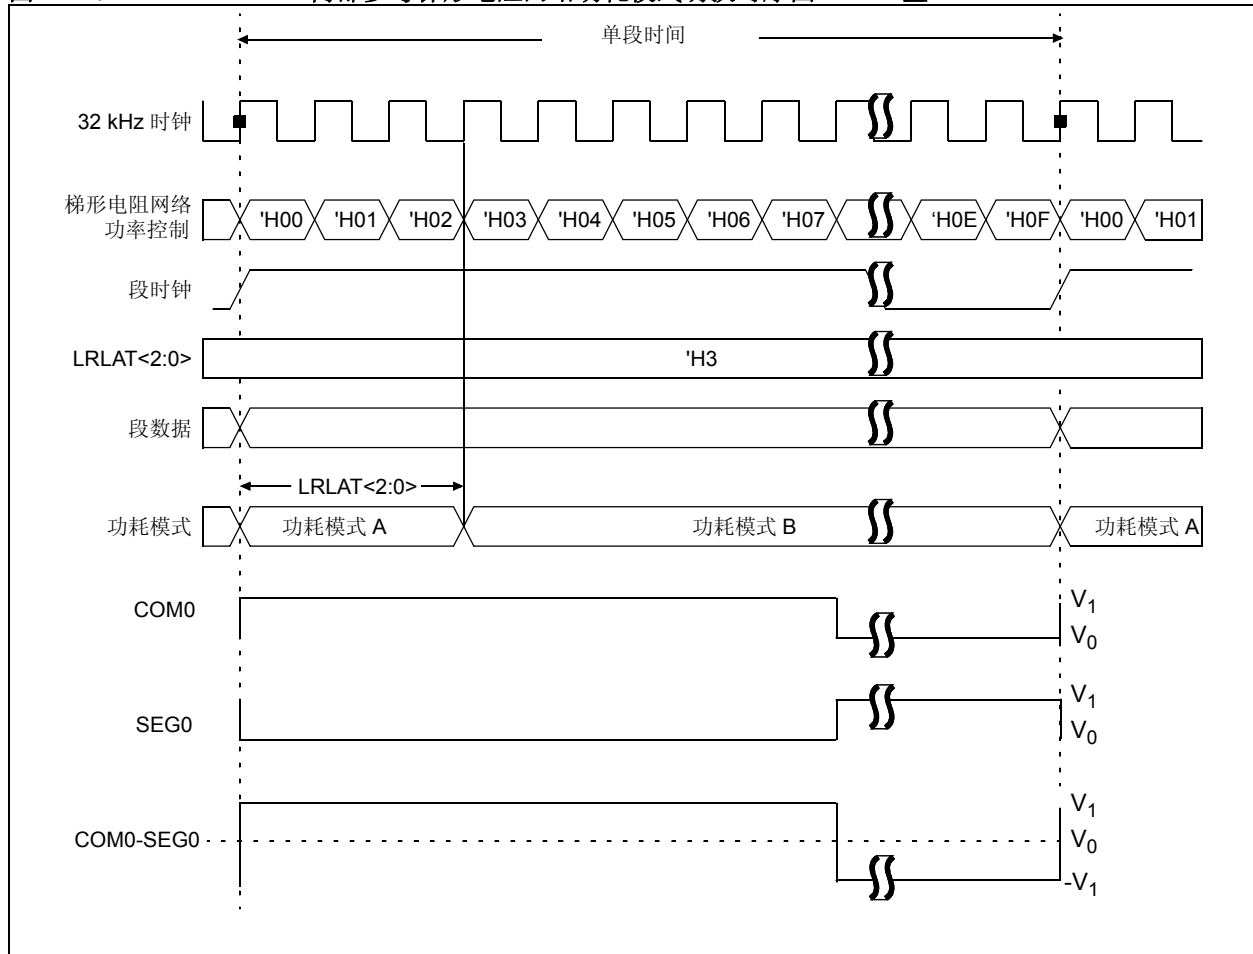 单段时间
32 kHz 时钟
梯形电阻网络
功率控制
'H00 'H01 'H02 'H03 'H04 'H05 'H06 'H07 ‘H0E 'H0F 'H00 'H01
段时钟
LRLAT<2:0>
'H3
段数据
LRLAT<2:0>
功耗模式
功耗模式 A
功耗模式 B
功耗模式 A
COM0
V1
V0
SEG0
V1
V0
COM0-SEG0
V1
V0
-V1